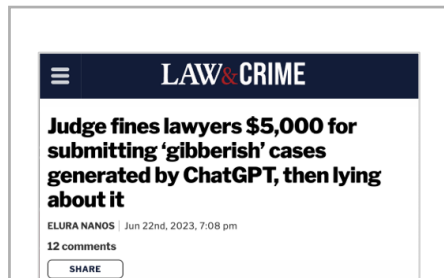 LAW&CRIME
Judge fines lawyers $5,000 for
submitting ‘gibberish’ cases
generated by ChatGPT, then lying
about it
ELURA NANOS | Jun 22nd, 2023, 7:08 pm
12 comments
SHARE